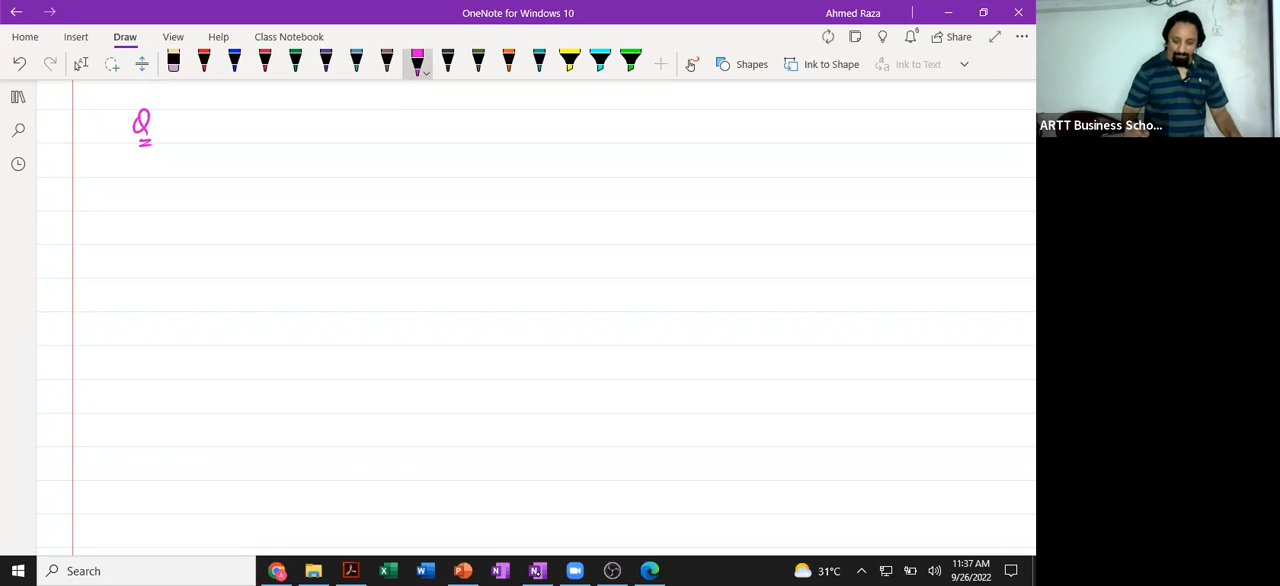 OneNote for Windows 10
Ahmed Raza
Home Insert Draw View Help Class Notebook
6 Share
Shapes Ink to Shape Ink to Text
Q
ARTT Business Scho...
Search
31°C
11:37 AM
9/26/2022